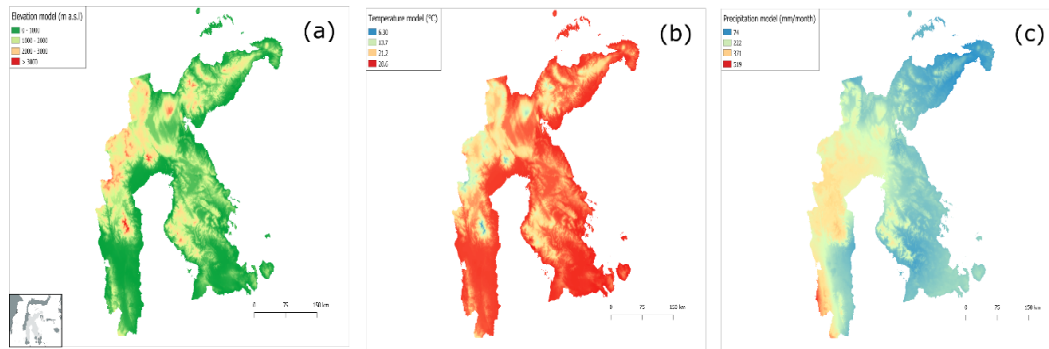 Elevation model (m a.s.l)
0 - 1000
1000 - 2000
2000 - 3000
> 3000
(a)
0 75 150 km
Temperature model (°C)
6.30
13.7
21.2
28.6
(b)
0 75 150 km
Precipitation model (mm/month)
74
222
371
519
(c)
0 75 150 km